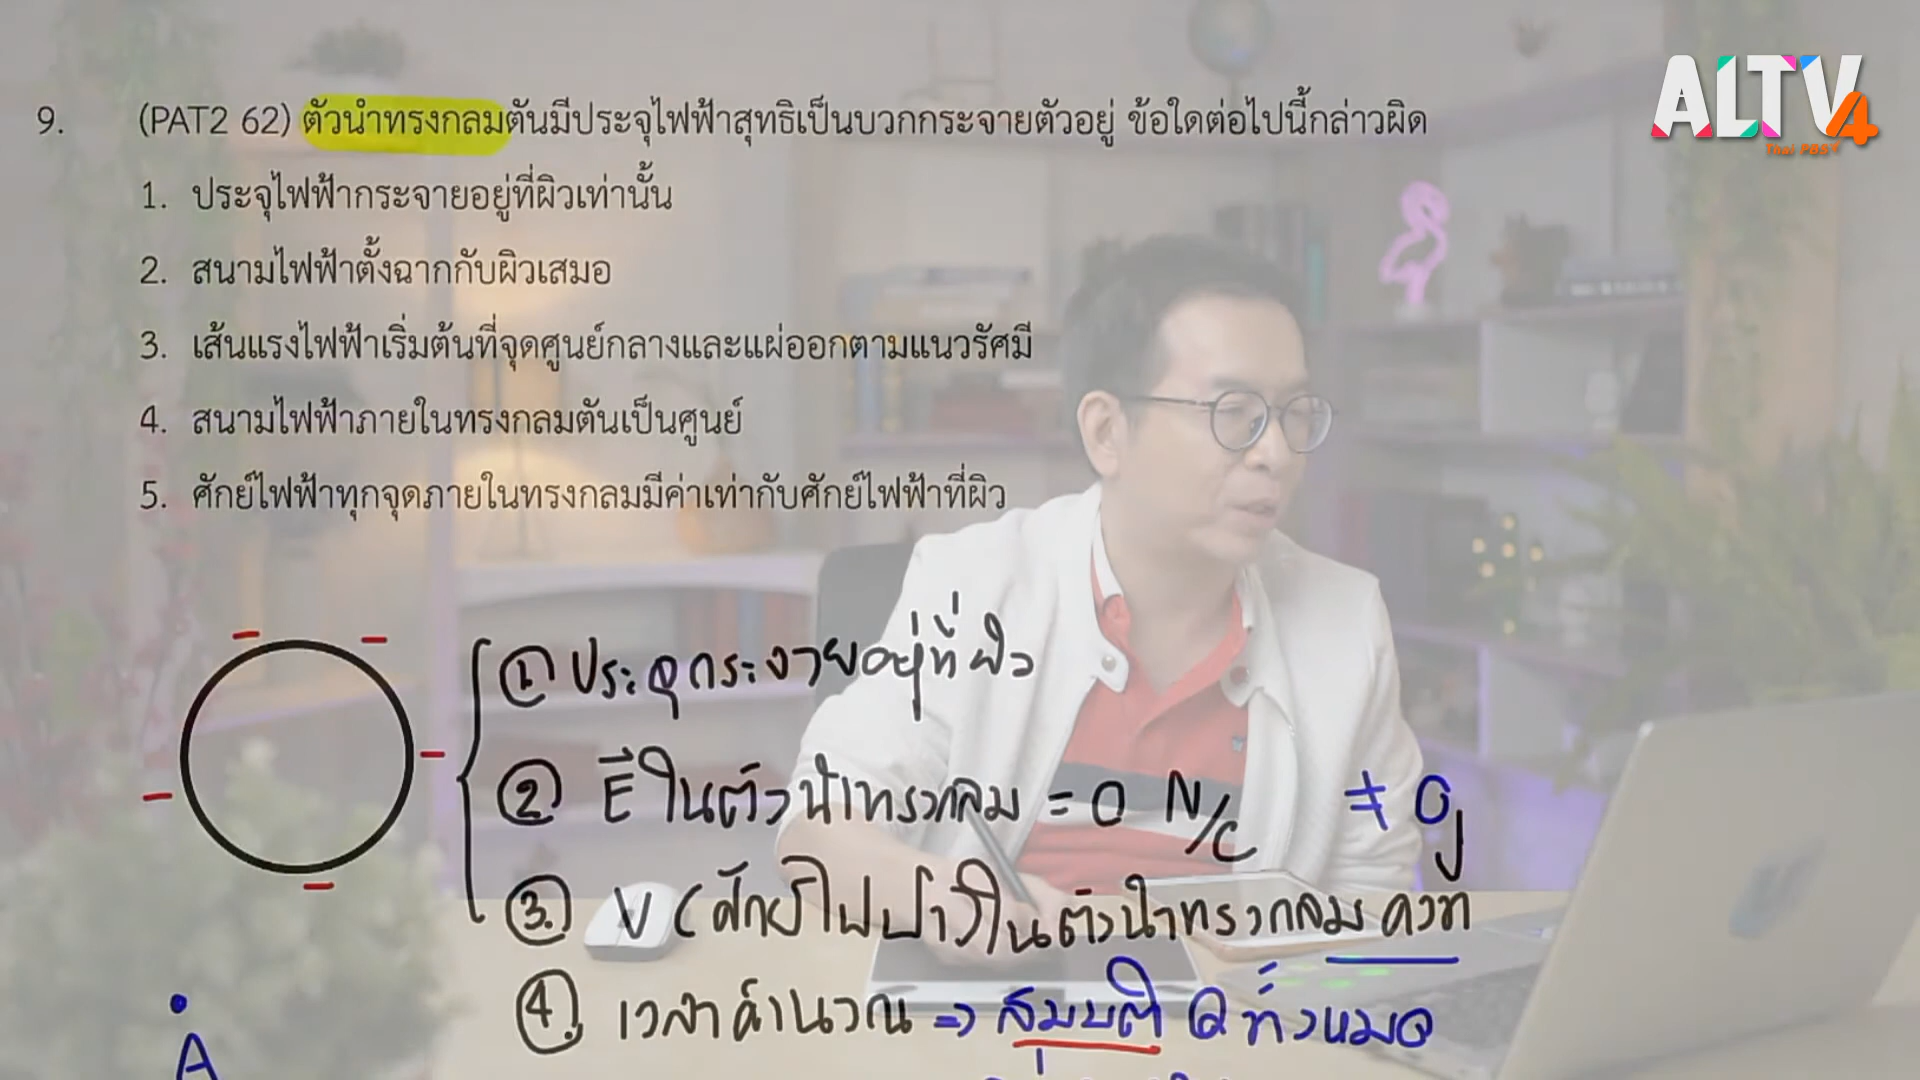 ALTV4
Thai PBS
9. (PAT2 62) ตัวนำทรงกลมตันมีประจุไฟฟ้าสุทธิเป็นบวกกระจายตัวอยู่ ข้อใดต่อไปนี้กล่าวผิด
1. ประจุไฟฟ้ากระจายอยู่ที่ผิวเท่านั้น
2. สนามไฟฟ้าตั้งฉากกับผิวเสมอ
3. เส้นแรงไฟฟ้าเริ่มต้นที่จุดศูนย์กลางและแผ่ออกตามแนวรัศมี
4. สนามไฟฟ้าภายในทรงกลมตันเป็นศูนย์
5. ศักย์ไฟฟ้าทุกจุดภายในทรงกลมมีค่าเท่ากับศักย์ไฟฟ้าที่ผิว
① ประจุกระจายอยู่ที่ผิว
② E ในตัวนำทรงกลม = 0 N/C ≠ 0
③ V (ศักย์ไฟฟ้า) ในตัวนำทรงกลม คงที่
④ เวลาคำนวณ => สมมติ Q ทั้งหมด
A